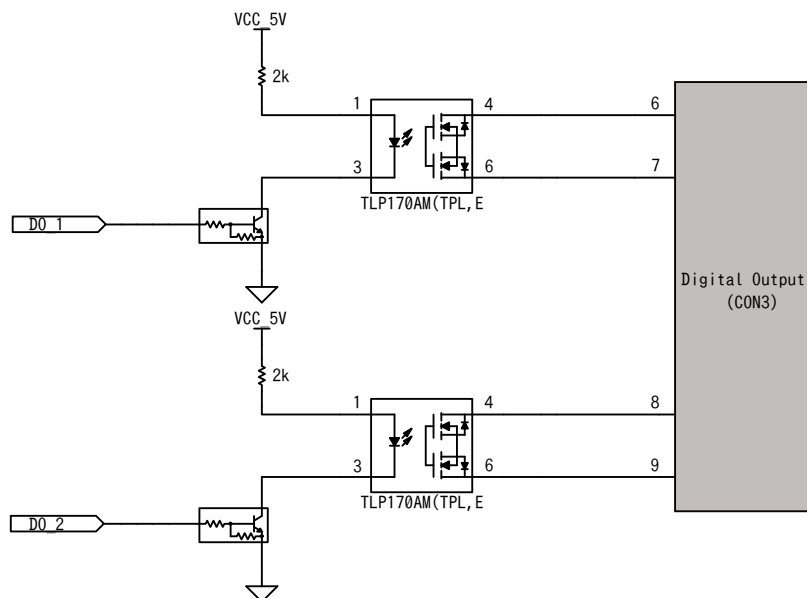 VCC_5V
2k
1
4
6
3
6
7
TLP170AM(TPL,E
DO_1
Digital Output
(CON3)
VCC_5V
2k
1
4
8
3
6
9
TLP170AM(TPL,E
DO_2